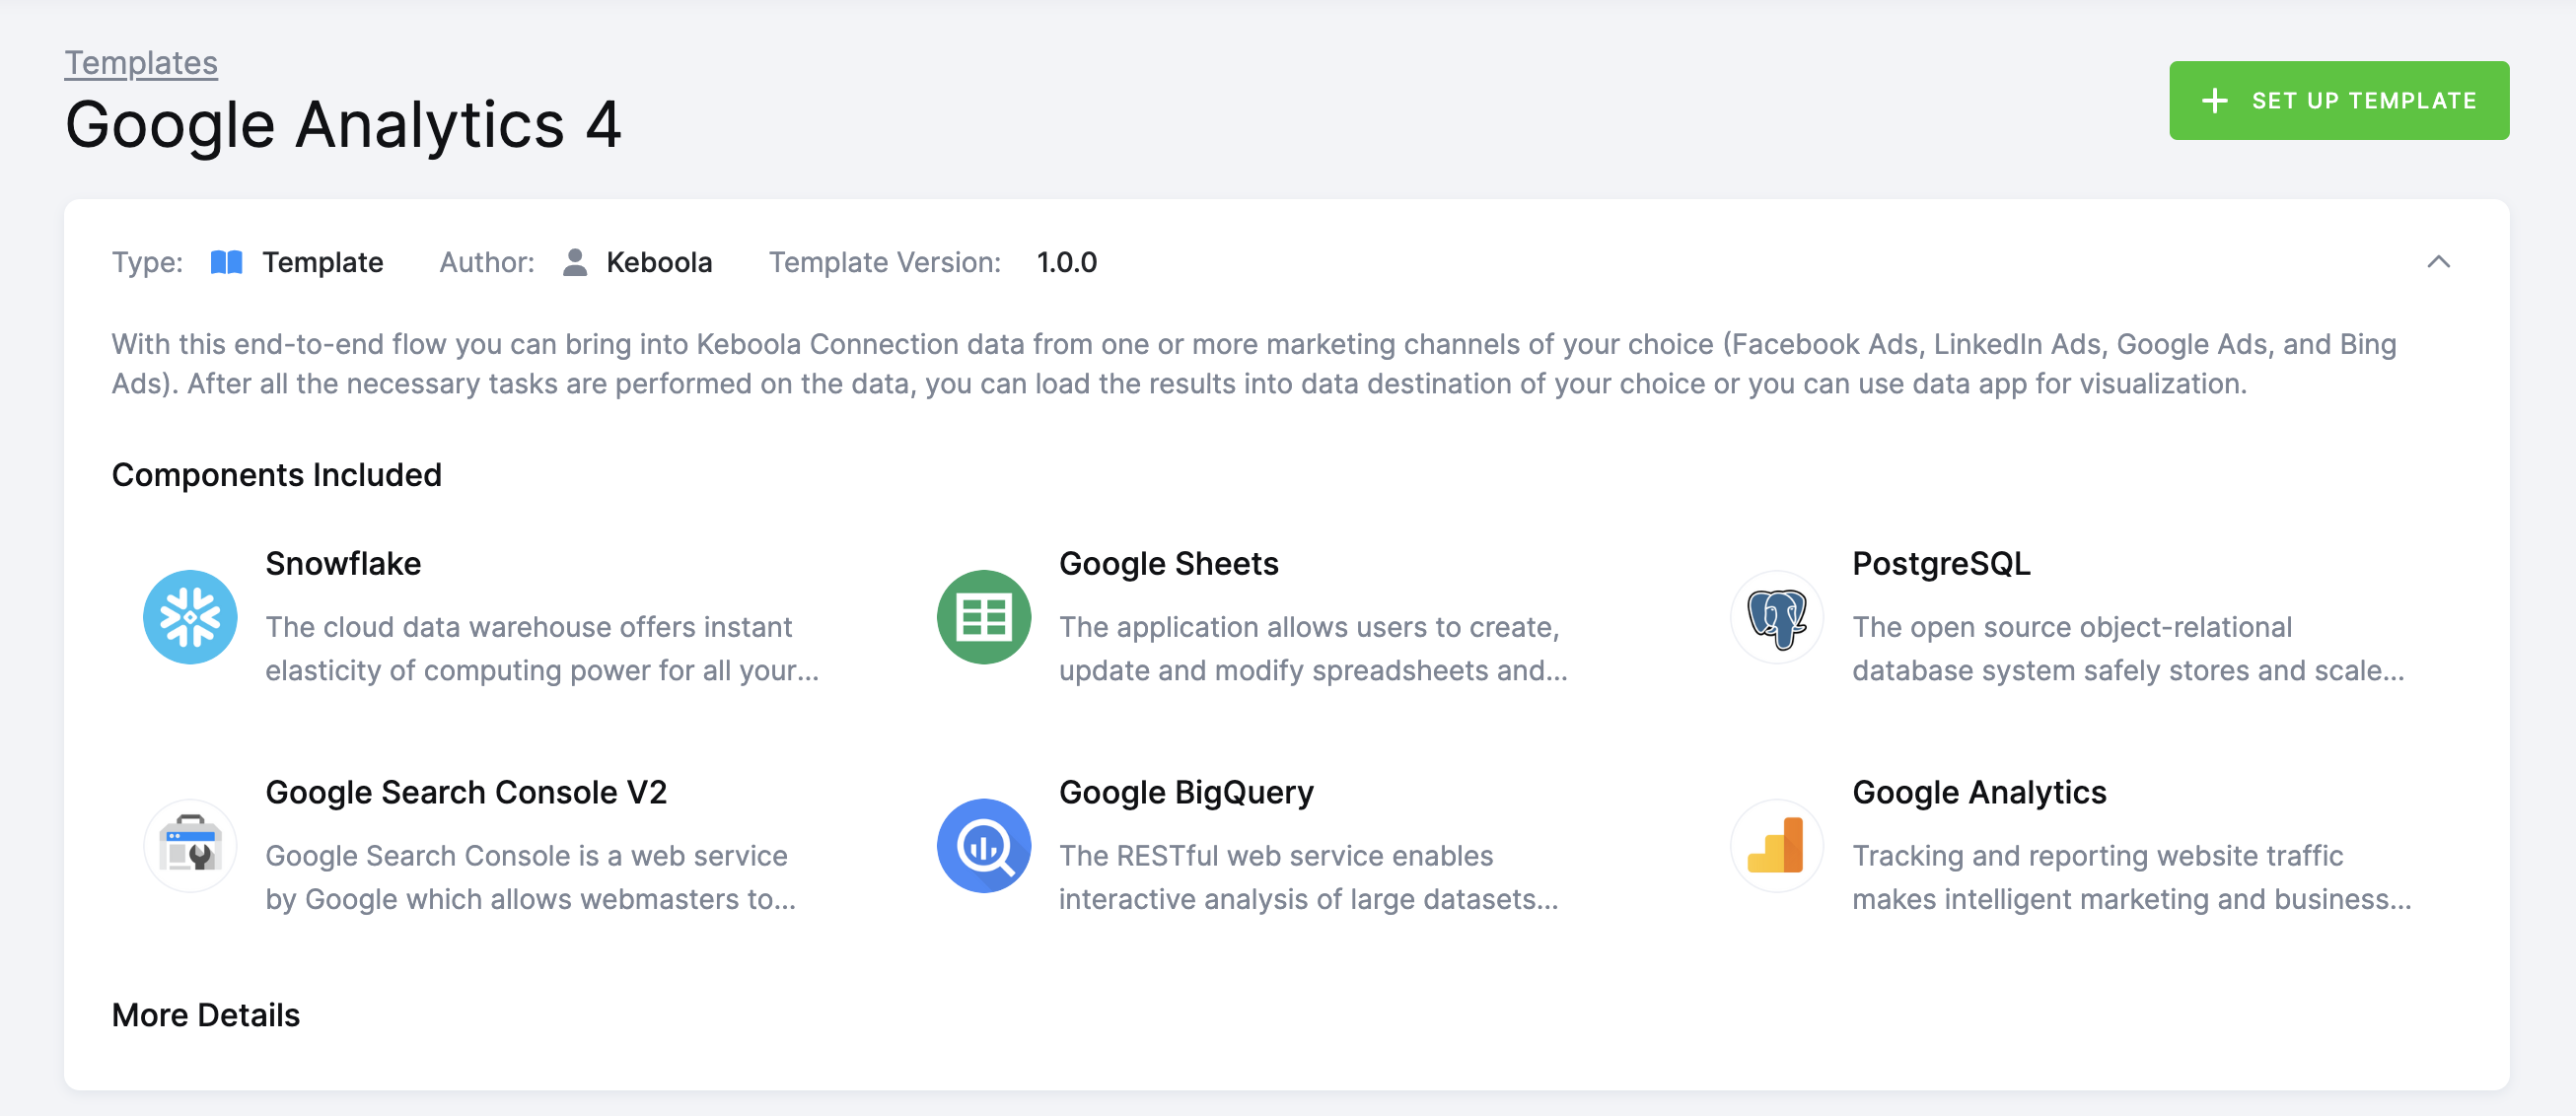 Templates
Google Analytics 4
SET UP TEMPLATE
Type: Template Author: Keboola Template Version: 1.0.0
With this end-to-end flow you can bring into Keboola Connection data from one or more marketing channels of your choice (Facebook Ads, LinkedIn Ads, Google Ads, and Bing
Ads). After all the necessary tasks are performed on the data, you can load the results into data destination of your choice or you can use data app for visualization.
Components Included
Snowflake
The cloud data warehouse offers instant
elasticity of computing power for all your...
Google Sheets
The application allows users to create,
update and modify spreadsheets and...
PostgreSQL
The open source object-relational
database system safely stores and scale...
Google Search Console V2
Google Search Console is a web service
by Google which allows webmasters to...
Google BigQuery
The RESTful web service enables
interactive analysis of large datasets...
Google Analytics
Tracking and reporting website traffic
makes intelligent marketing and business...
More Details